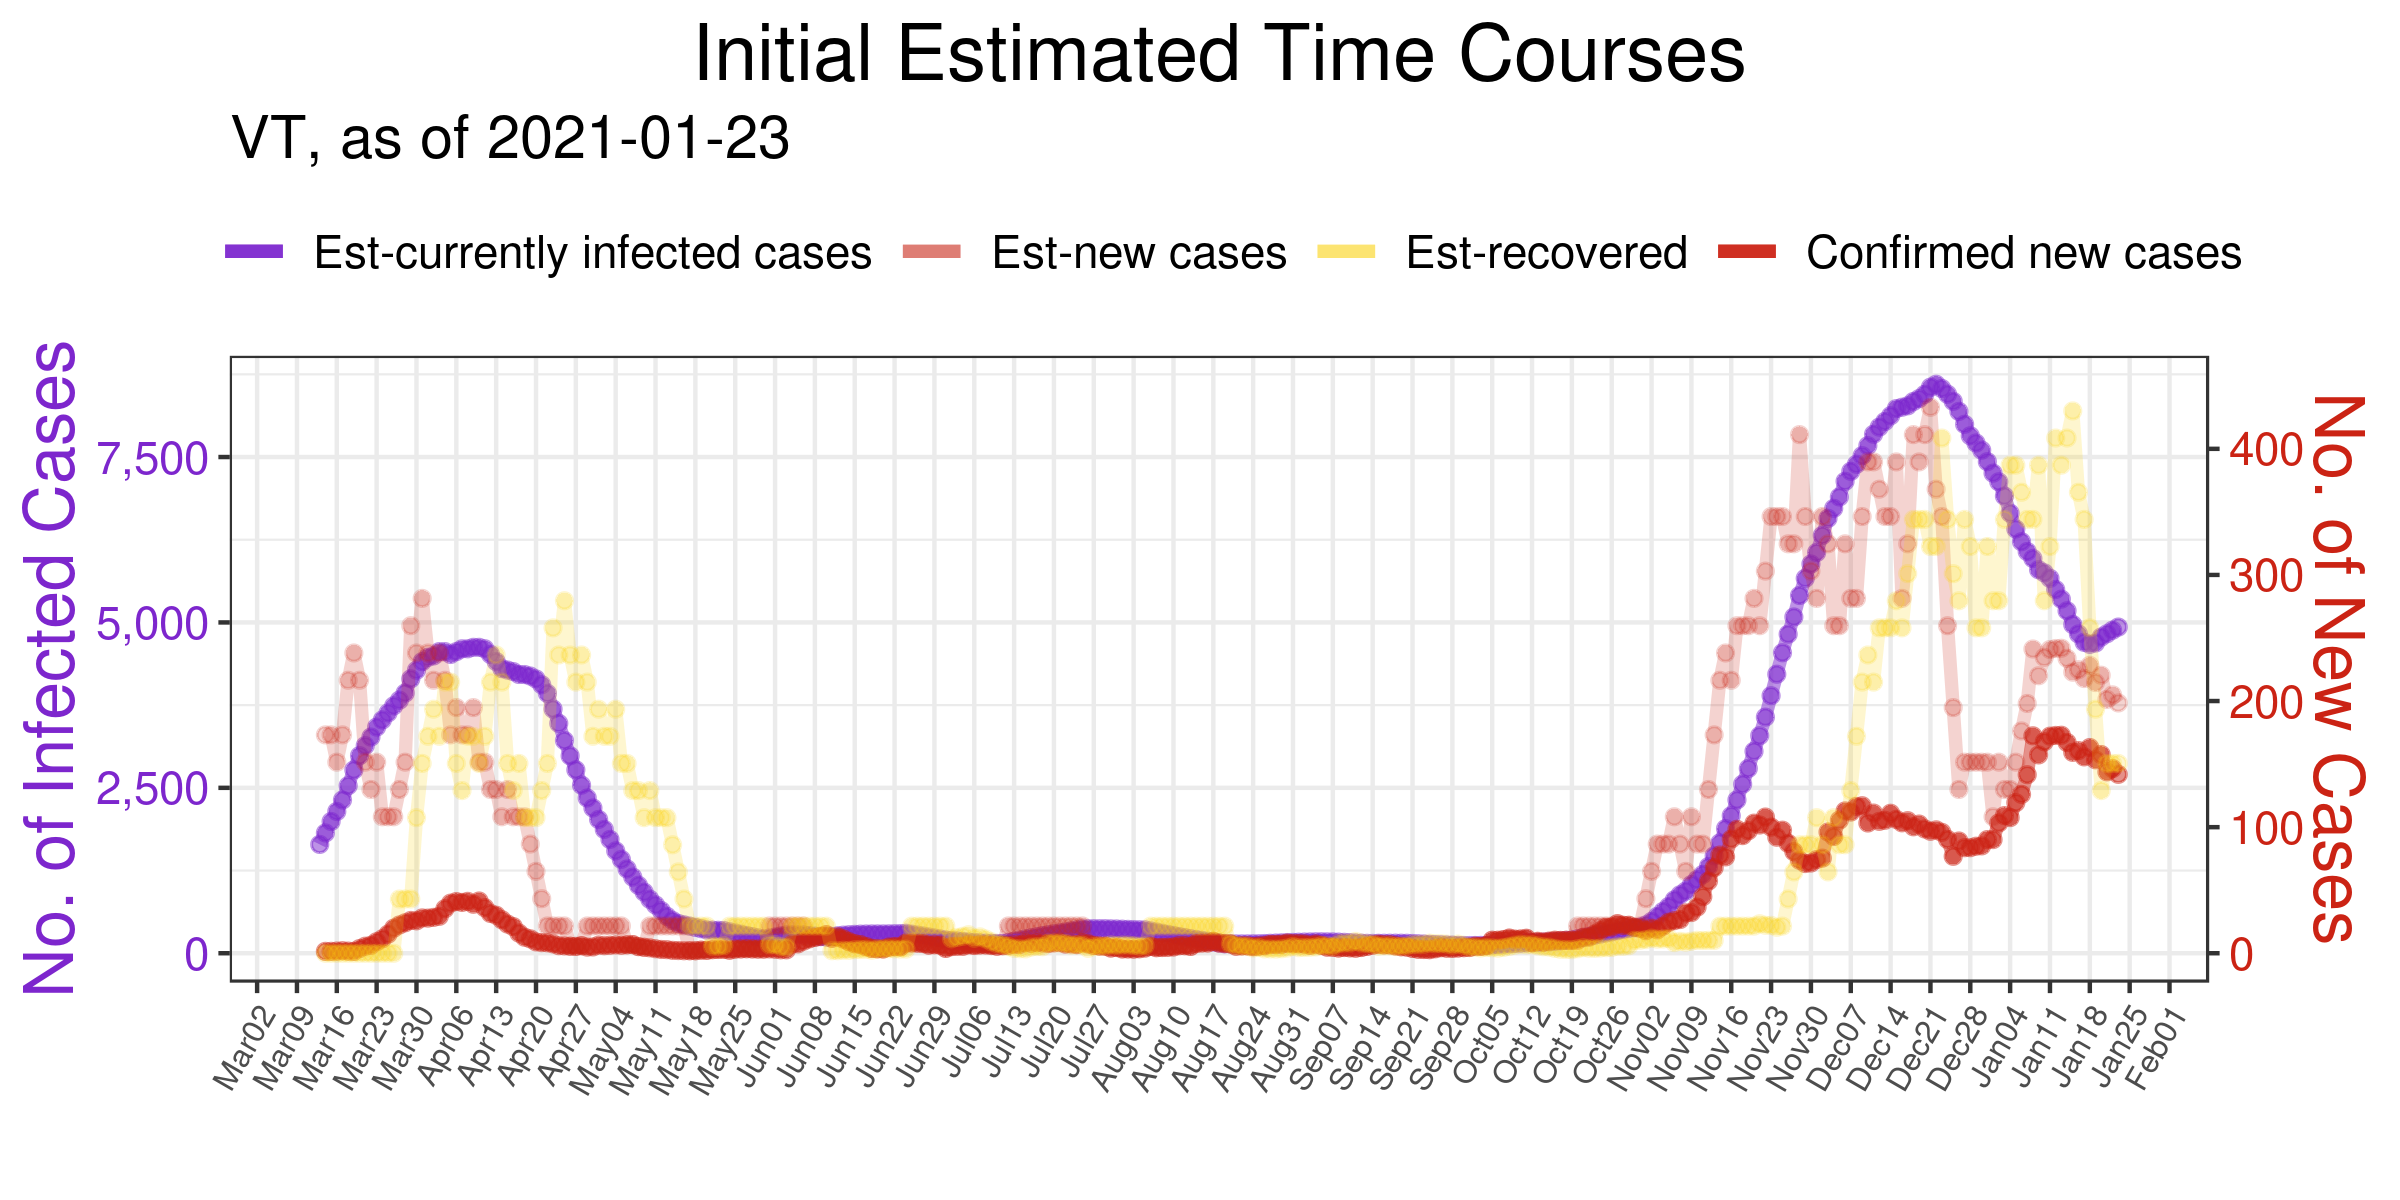 Initial Estimated Time Courses
VT, as of 2021-01-23
Est-currently infected cases Est-new cases Est-recovered Confirmed new cases
No. of Infected Cases
7,500
5,000
2,500
0
400
300
200
100
0
No. of New Cases
Mar02 Mar09 Mar16 Mar23 Mar30 Apr06 Apr13 Apr20 Apr27 May04 May11 May18 May25 Jun01 Jun08 Jun15 Jun22 Jun29 Jul06 Jul13 Jul20 Jul27 Aug03 Aug10 Aug17 Aug24 Aug31 Sep07 Sep14 Sep21 Sep28 Oct05 Oct12 Oct19 Oct26 Nov02 Nov09 Nov16 Nov23 Nov30 Dec07 Dec14 Dec21 Dec28 Jan04 Jan11 Jan18 Jan25 Feb01